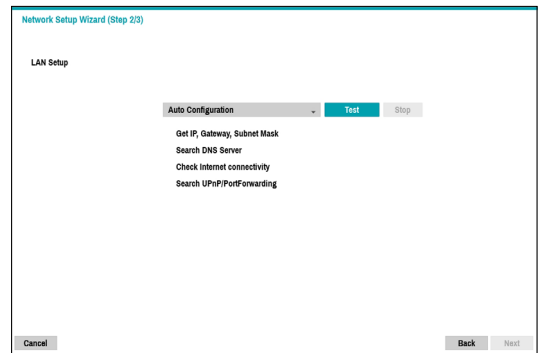 Network Setup Wizard (Step 2/3)
LAN Setup
Auto Configuration Test Stop
Get IP, Gateway, Subnet Mask
Search DNS Server
Check Internet connectivity
Search UPnP/PortForwarding
Cancel Back Next